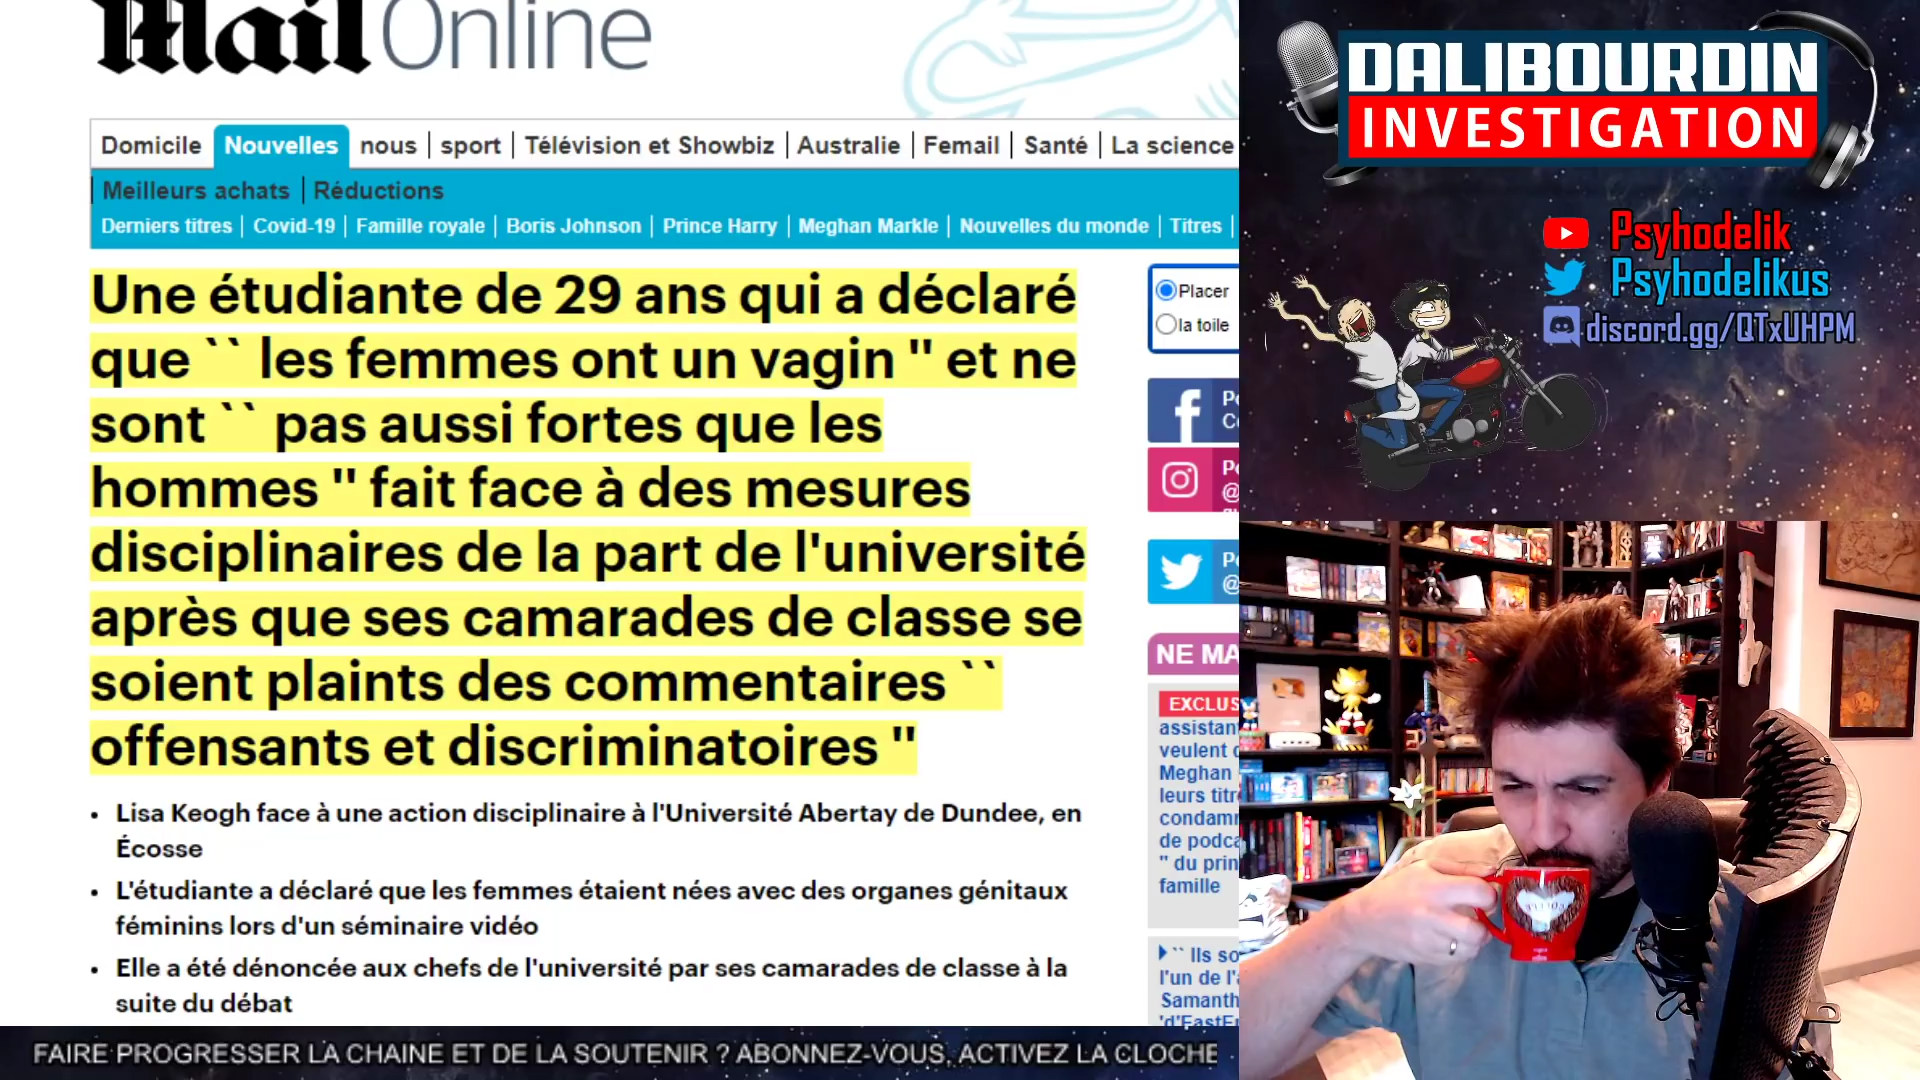 Mail Online
DALIBOURDIN
INVESTIGATION
Domicile
Nouvelles
nous
sport
Télévision et Showbiz
Australie
Femail
Santé
La science
Meilleurs achats
Réductions
Derniers titres
Covid-19
Famille royale
Boris Johnson
Prince Harry
Meghan Markle
Nouvelles du monde
Titres
Psyhodelik
Psyhodelikus
discord.gg/QTxUHPM
Une étudiante de 29 ans qui a déclaré
que `` les femmes ont un vagin '' et ne
sont `` pas aussi fortes que les
hommes '' fait face à des mesures
disciplinaires de la part de l'université
après que ses camarades de classe se
soient plaints des commentaires ``
offensants et discriminatoires ''
Placer
la toile
NE MA
EXCLUS
assistan
veulent
Meghan
leurs titr
condamn
de podca
'' du prin
famille
• Lisa Keogh face à une action disciplinaire à l'Université Abertay de Dundee, en
Écosse
• L'étudiante a déclaré que les femmes étaient nées avec des organes génitaux
féminins lors d'un séminaire vidéo
• Elle a été dénoncée aux chefs de l'université par ses camarades de classe à la
suite du débat
`` Ils so
l'un de l'a
Samanth
'd'FastEr
FAIRE PROGRESSER LA CHAINE ET DE LA SOUTENIR ? ABONNEZ-VOUS, ACTIVEZ LA CLOCHE